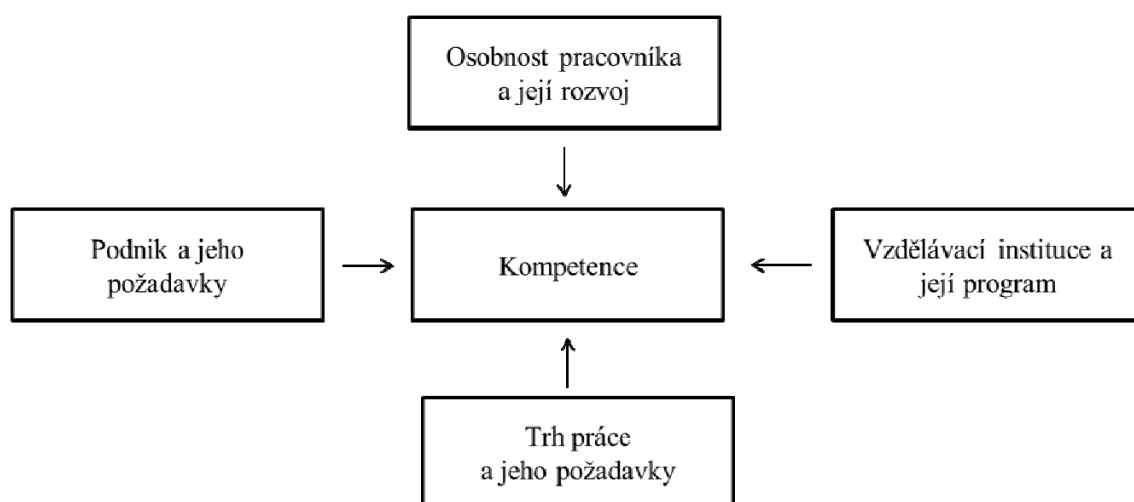 Osobnost pracovníka
a její rozvoj
Podnik a jeho
požadavky
Kompetence
Vzdělávací instituce a
její program
Trh práce
a jeho požadavky